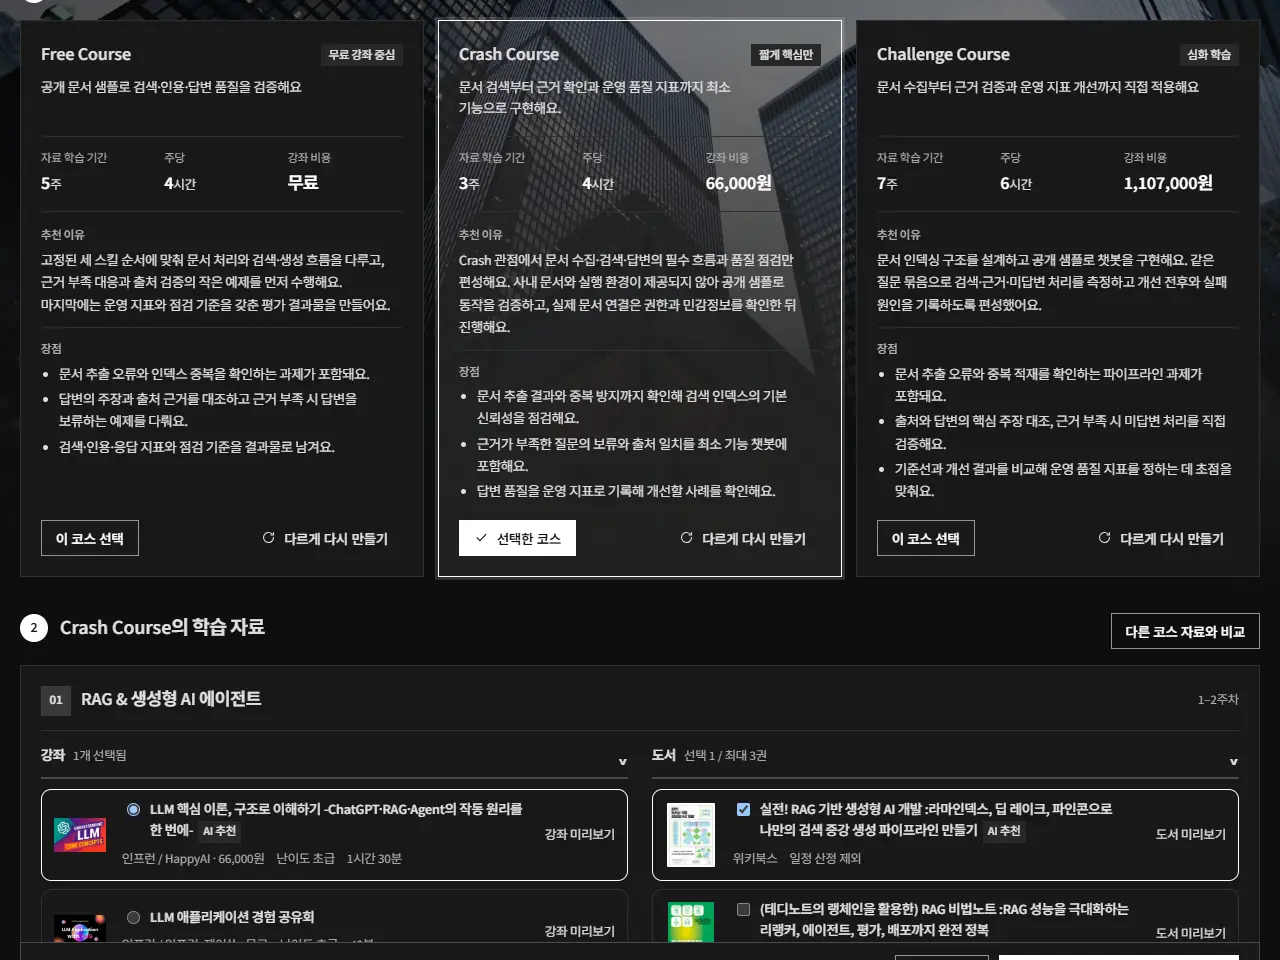 Free Course
무료 강좌 중심
공개 문서 샘플로 검색·인용·답변 품질을 검증해요
자료 학습 기간
주당
강좌 비용
5주
4시간
무료
추천 이유
고정된 세 스킬 순서에 맞춰 문서 처리와 검색·생성 흐름을 다루고,
근거 부족 대응과 출처 검증의 작은 예제를 먼저 수행해요.
마지막에는 운영 지표와 점검 기준을 갖춘 평가 결과물을 만들어요.
장점
문서 추출 오류와 인덱스 중복을 확인하는 과제가 포함돼요.
답변의 주장과 출처 근거를 대조하고 근거 부족 시 답변을
보류하는 예제를 다뤄요.
검색·인용·응답 지표와 점검 기준을 결과물로 남겨요.
이 코스 선택
다르게 다시 만들기
Crash Course
짧게 핵심만
문서 검색부터 근거 확인과 운영 품질 지표까지 최소
기능으로 구현해요.
자료 학습 기간
주당
강좌 비용
3주
4시간
66,000원
추천 이유
Crash 관점에서 문서 수집·검색·답변의 필수 흐름과 품질 점검만
편성해요. 사내 문서와 실행 환경이 제공되지 않아 공개 샘플로
동작을 검증하고, 실제 문서 연결은 권한과 민감정보를 확인한 뒤
진행해요.
장점
문서 추출 결과와 중복 방지까지 확인해 검색 인덱스의 기본
신뢰성을 점검해요.
근거가 부족한 질문의 보류와 출처 일치를 최소 기능 챗봇에
포함해요.
답변 품질을 운영 지표로 기록해 개선할 사례를 확인해요.
선택한 코스
다르게 다시 만들기
Challenge Course
심화 학습
문서 수집부터 근거 검증과 운영 지표 개선까지 직접 적용해요
자료 학습 기간
주당
강좌 비용
7주
6시간
1,107,000원
추천 이유
문서 인덱싱 구조를 설계하고 공개 샘플로 챗봇을 구현해요. 같은
질문 묶음으로 검색·근거·미답변 처리를 측정하고 개선 전후와 실패
원인을 기록하도록 편성했어요.
장점
문서 추출 오류와 중복 적재를 확인하는 파이프라인 과제가
포함돼요.
출처와 답변의 핵심 주장 대조, 근거 부족 시 미답변 처리를 직접
검증해요.
기준선과 개선 결과를 비교해 운영 품질 지표를 정하는 데 초점을
맞춰요.
이 코스 선택
다르게 다시 만들기
2
Crash Course의 학습 자료
다른 코스 자료와 비교
01
RAG & 생성형 AI 에이전트
1–2주차
강좌 1개 선택됨
LLM 핵심 이론, 구조로 이해하기 -ChatGPT·RAG·Agent의 작동 원리를
한 번에- AI 추천
강좌 미리보기
인프런 / HappyAI · 66,000원 난이도 초급 1시간 30분
LLM 애플리케이션 경험 공유회
강좌 미리보기
도서 선택 1 / 최대 3권
실전! RAG 기반 생성형 AI 개발 :라마인덱스, 딥 레이크, 파인콘으로
나만의 검색 증강 생성 파이프라인 만들기 AI 추천
도서 미리보기
위키북스 일정 산정 제외
(테디노트의 랭체인을 활용한) RAG 비법노트 :RAG 성능을 극대화하는
리랭커, 에이전트, 평가, 배포까지 완전 정복
도서 미리보기